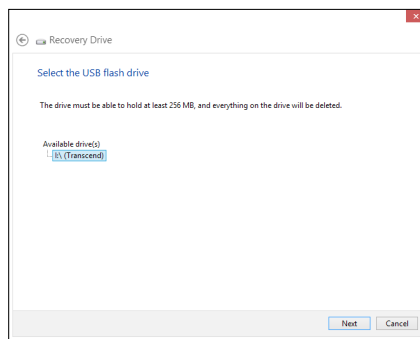 Recovery Drive
Select the USB flash drive
The drive must be able to hold at least 256 MB, and everything on the drive will be deleted.
Available drive(s)
I:\ (Transcend)
Next
Cancel